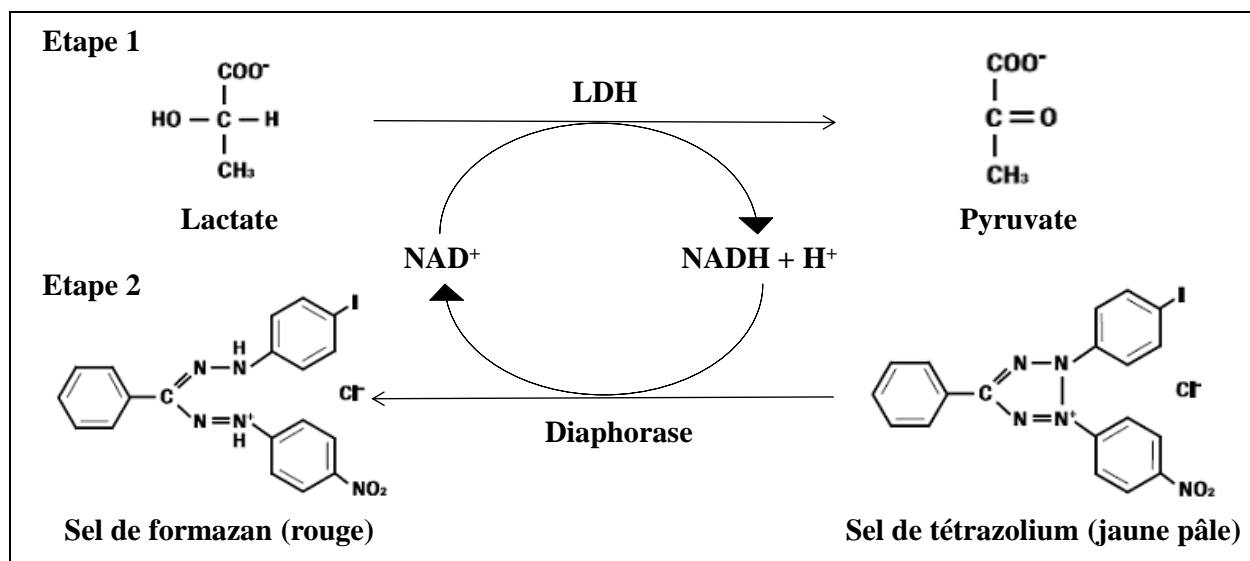 Etape 1
COO⁻
HO – C – H
CH₃
Lactate
LDH
COO⁻
C = O
CH₃
Pyruvate
NAD⁺
NADH + H⁺
Etape 2
I
H
N – N
C
N = N⁺
H
NO₂
Cl⁻
Sel de formazan (rouge)
Diaphorase
I
N – N
C
N = N⁺
NO₂
Cl⁻
Sel de tétrazolium (jaune pâle)